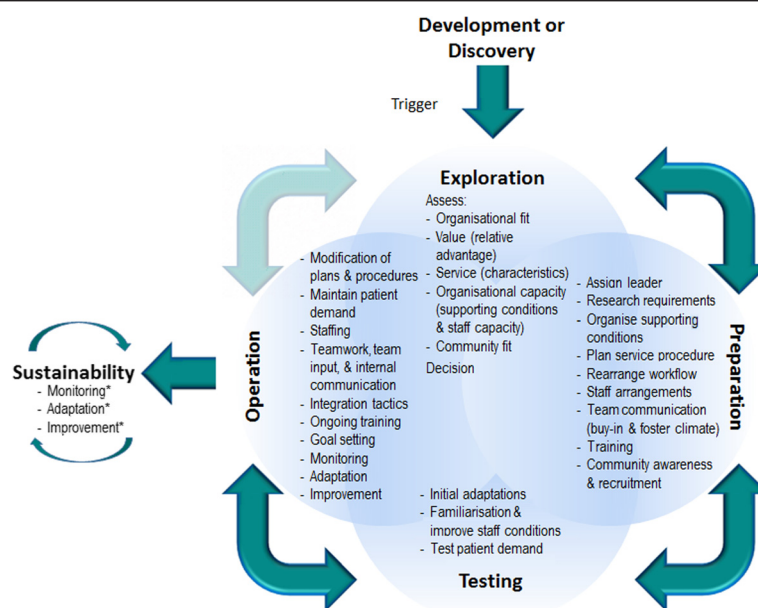 Development or
Discovery
Trigger
Exploration
Assess:
- Organisational fit
- Value (relative
advantage)
- Service (characteristics)
- Organisational capacity
(supporting conditions
& staff capacity)
- Community fit
Decision
Operation
- Modification of
plans & procedures
- Maintain patient
demand
- Staffing
- Teamwork, team
input, & internal
communication
- Integration tactics
- Ongoing training
- Goal setting
- Monitoring
- Adaptation
- Improvement
- Assign leader
- Research requirements
- Organise supporting
conditions
- Plan service procedure
- Rearrange workflow
- Staff arrangements
- Team communication
(buy-in & foster climate)
- Training
- Community awareness
& recruitment
Preparation
Sustainability
- Monitoring*
- Adaptation*
- Improvement*
- Initial adaptations
- Familiarisation &
improve staff conditions
- Test patient demand
Testing